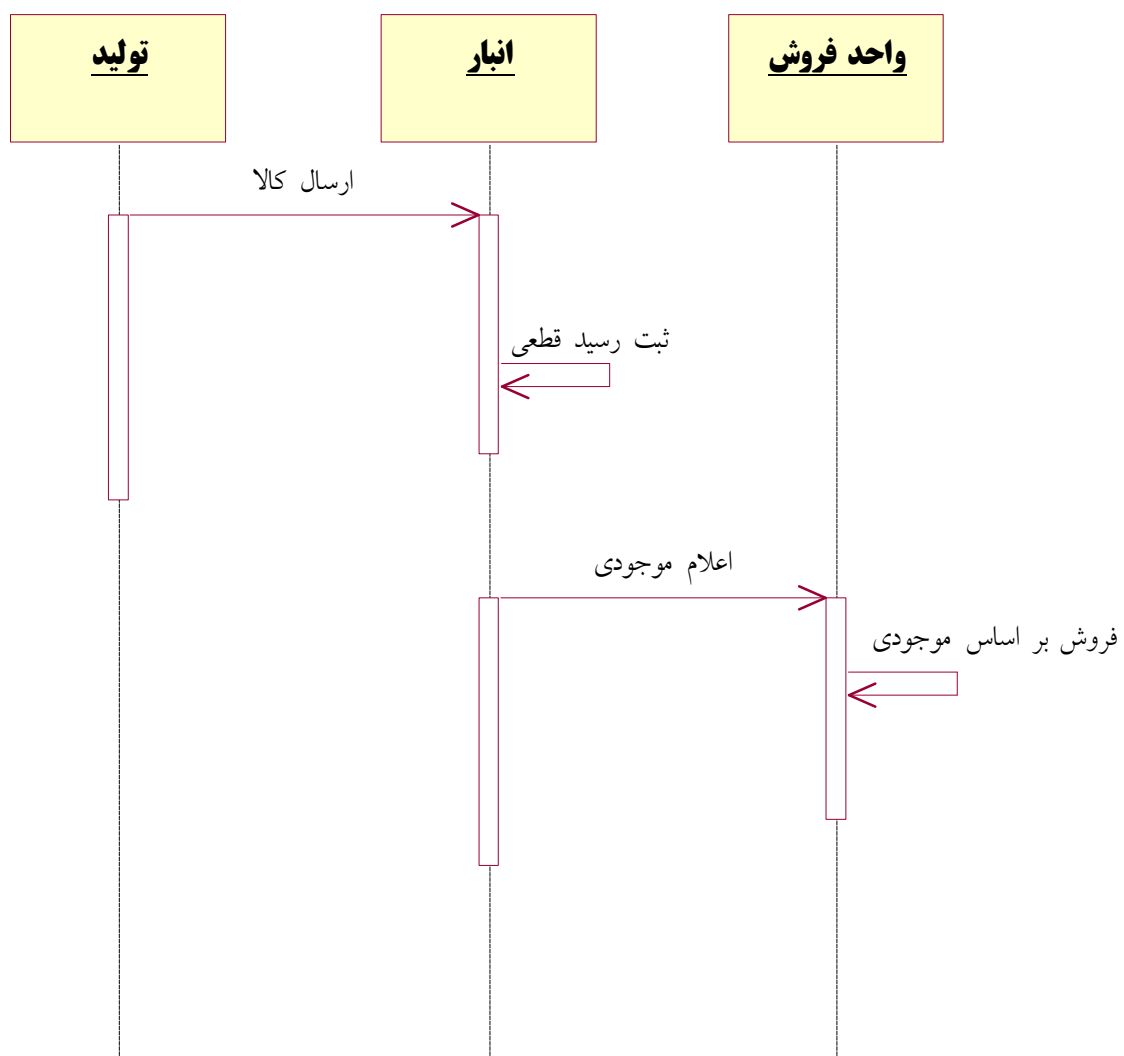 تولید
انبار
واحد فروش
ارسال کالا
ثبت رسید قطعی
اعلام موجودی
فروش بر اساس موجودی